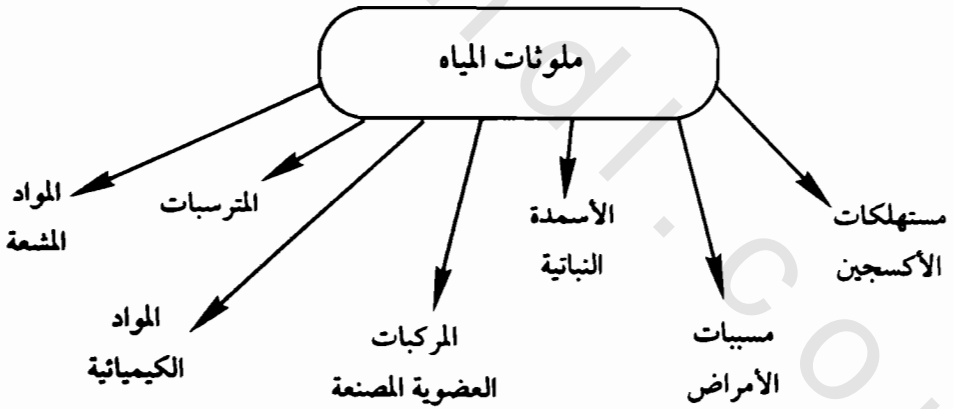 ملوثات المياه
مستهلكات
الأكسجين
مسببات
الأمراض
الأسمدة
النباتية
المركبات
العضوية المصنعة
المواد
الكيميائية
المترسبات
المواد
المشعة